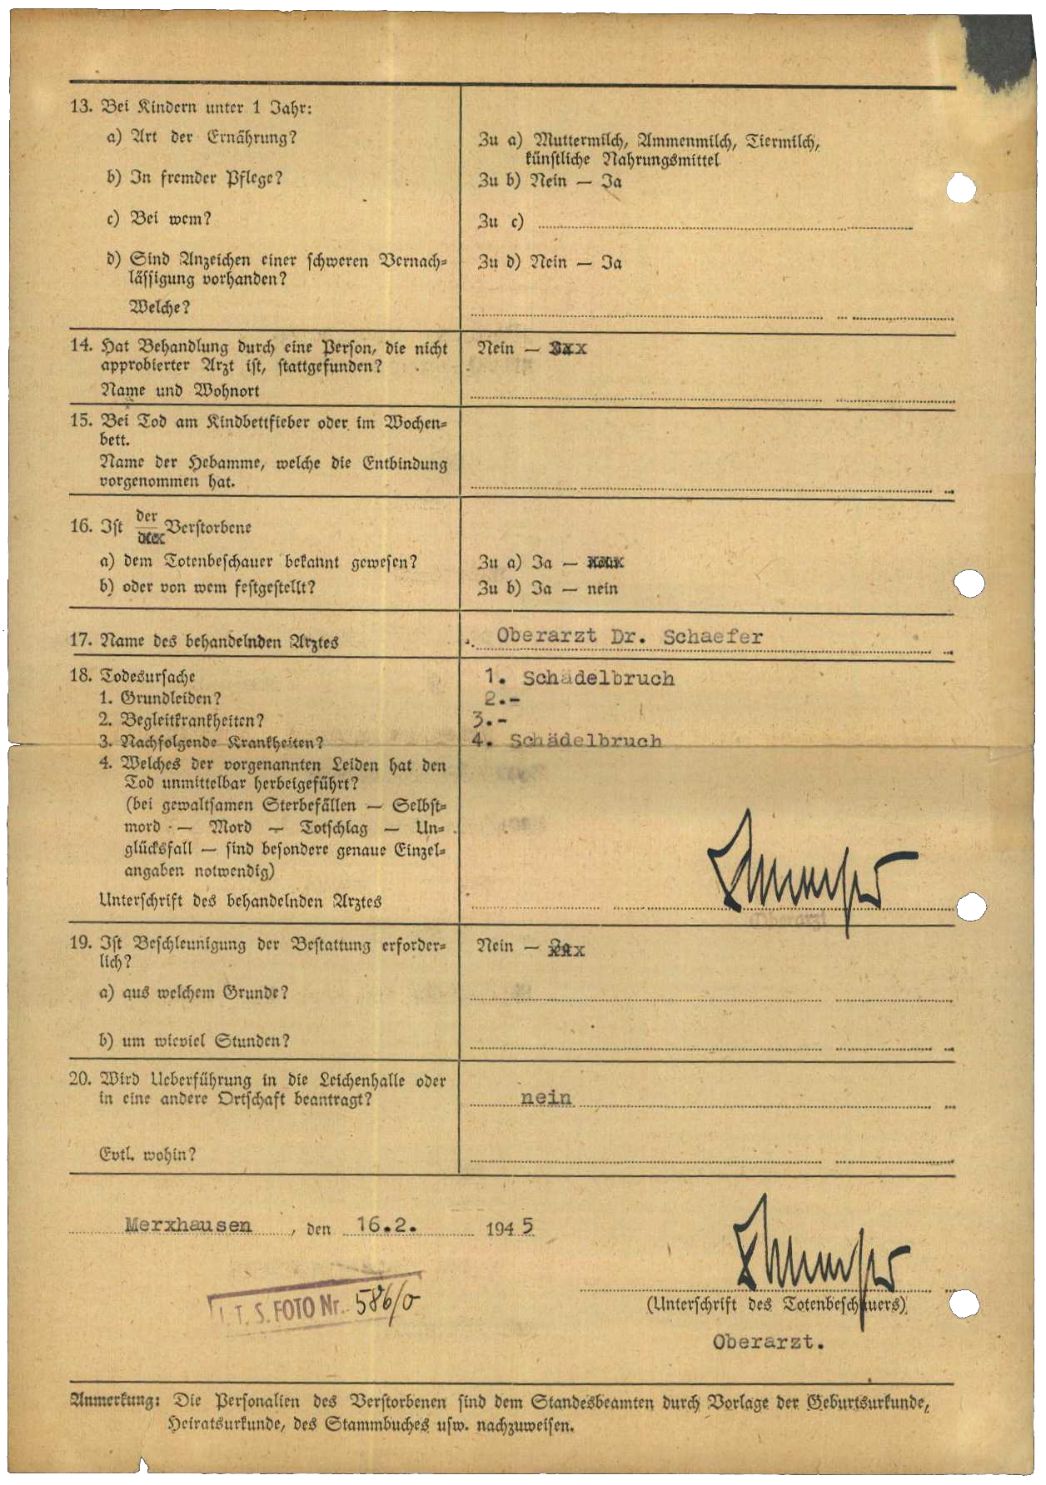 13. Bei Kindern unter 1 Jahr:
a) Art der Ernährung?
Zu a) Muttermilch, Ammenmilch, Tiermilch,
künstliche Nahrungsmittel
b) In fremder Pflege?
Zu b) Nein — Ja
c) Bei wem?
Zu c)
d) Sind Anzeichen einer schweren Vernach-
lässigung vorhanden?
Zu d) Nein — Ja
Welche?
14. Hat Behandlung durch eine Person, die nicht
approbierter Arzt ist, stattgefunden?
Nein —
Name und Wohnort
15. Bei Tod am Kindbettfieber oder im Wochen-
bett.
Name der Hebamme, welche die Entbindung
vorgenommen hat.
16. Ist der Verstorbene
a) dem Totenbeschauer bekannt gewesen?
Zu a) Ja —
b) oder von wem festgestellt?
Zu b) Ja — nein
17. Name des behandelnden Arztes
Oberarzt Dr. Schaefer
18. Todesursache
1. Grundleiden?
2. Begleitkrankheiten?
3. Nachfolgende Krankheiten?
4. Welches der vorgenannten Leiden hat den
Tod unmittelbar herbeigeführt?
(bei gewaltsamen Sterbefällen — Selbst-
mord — Mord — Totschlag — Un-
glücksfall — sind besondere genaue Einzel-
angaben notwendig)
Unterschrift des behandelnden Arztes
1. Schädelbruch
2.-
3.-
4. Schädelbruch
Oberarzt
19. Ist Beschleunigung der Bestattung erforder-
lich?
Nein — Ja
a) aus welchem Grunde?
b) um wieviel Stunden?
20. Wird Ueberführung in die Leichenhalle oder
in eine andere Ortschaft beantragt?
nein
Evtl. wohin?
Merxhausen, den 16.2. 1945
I. T. S. FOTO Nr. 586/0
(Unterschrift des Totenbeschauers)
Oberarzt.
Anmerkung: Die Personalien des Verstorbenen sind dem Standesbeamten durch Vorlage der Geburtsurkunde,
Heiratsurkunde, des Stammbuches usw. nachzuweisen.